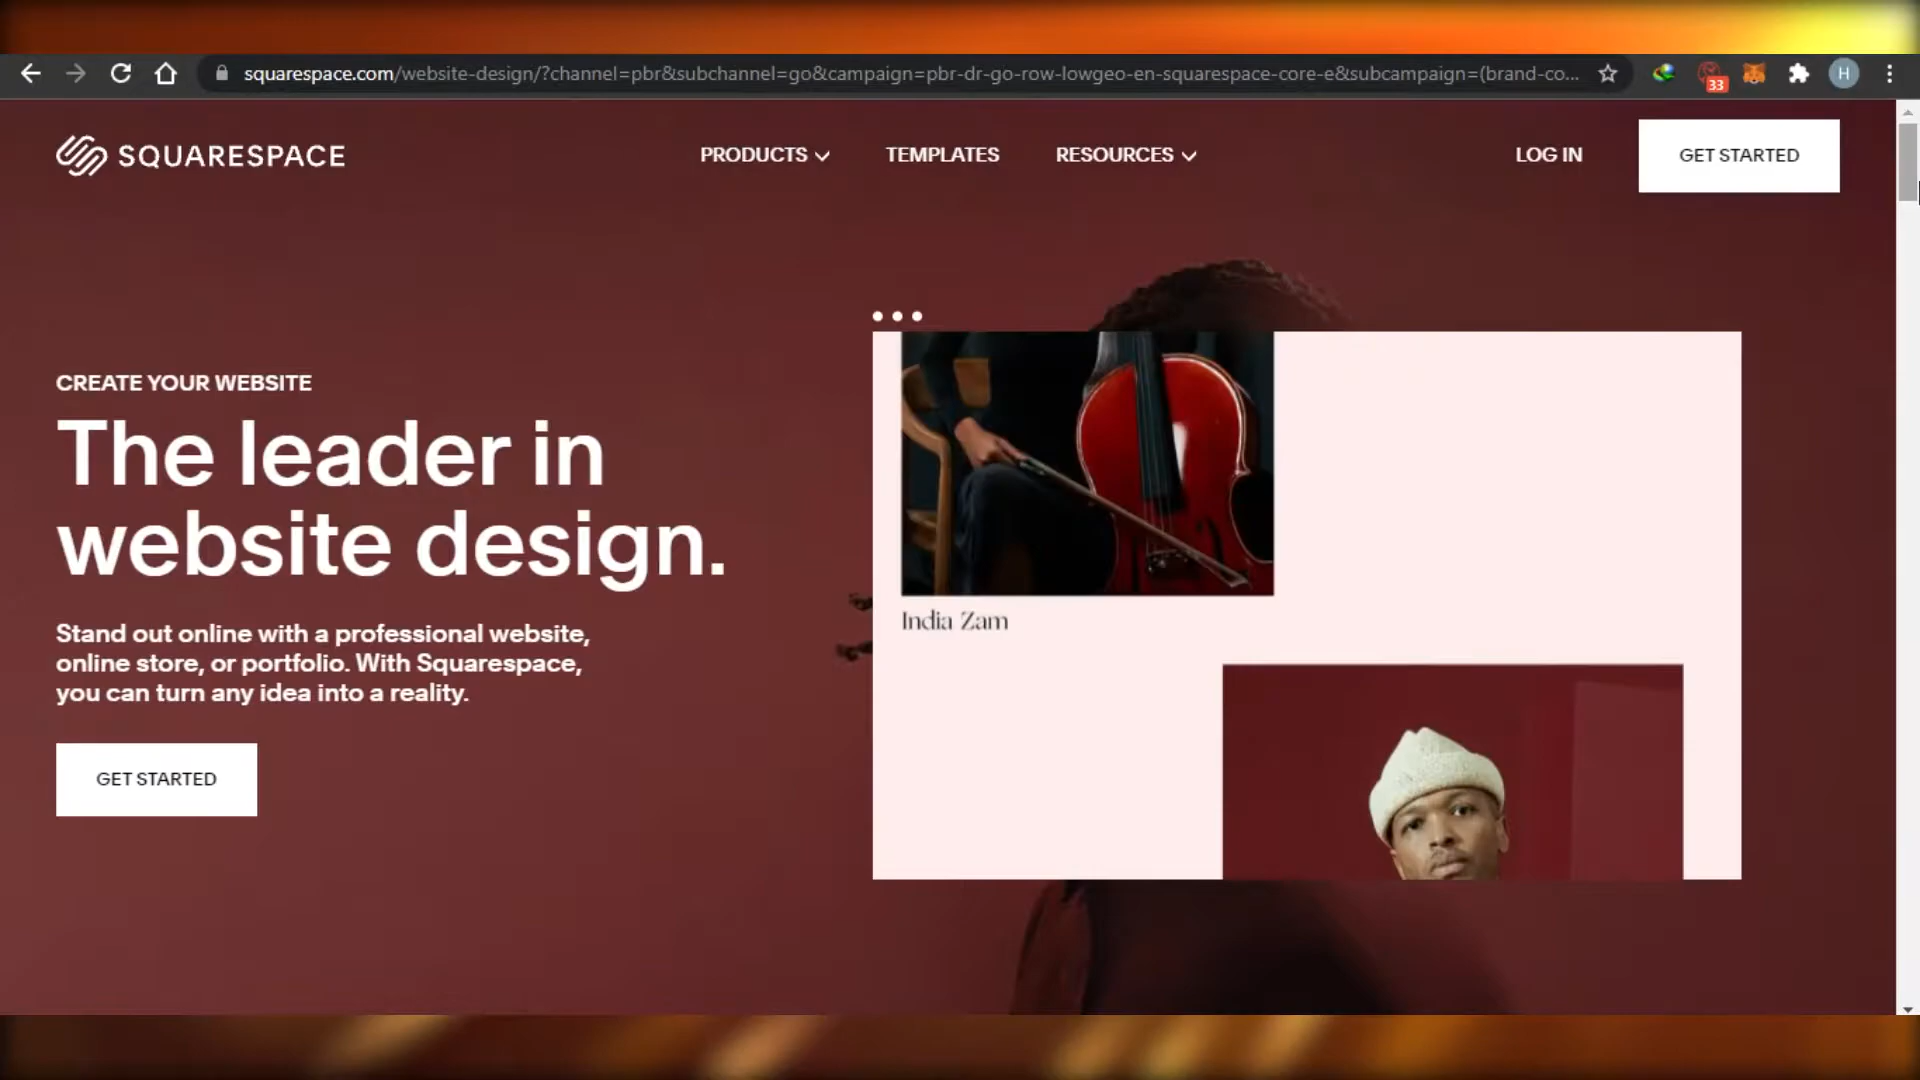 squarespace.com/website-design/?channel=pbr&subchannel=go&campaign=pbr-dr-go-row-lowgeo-en-squarespace-core-e&subcampaign=(brand-co...
33
H
SQUARESPACE
PRODUCTS
TEMPLATES
RESOURCES
LOG IN
GET STARTED
CREATE YOUR WEBSITE
The leader in
website design.
Stand out online with a professional website,
online store, or portfolio. With Squarespace,
you can turn any idea into a reality.
GET STARTED
India Zam